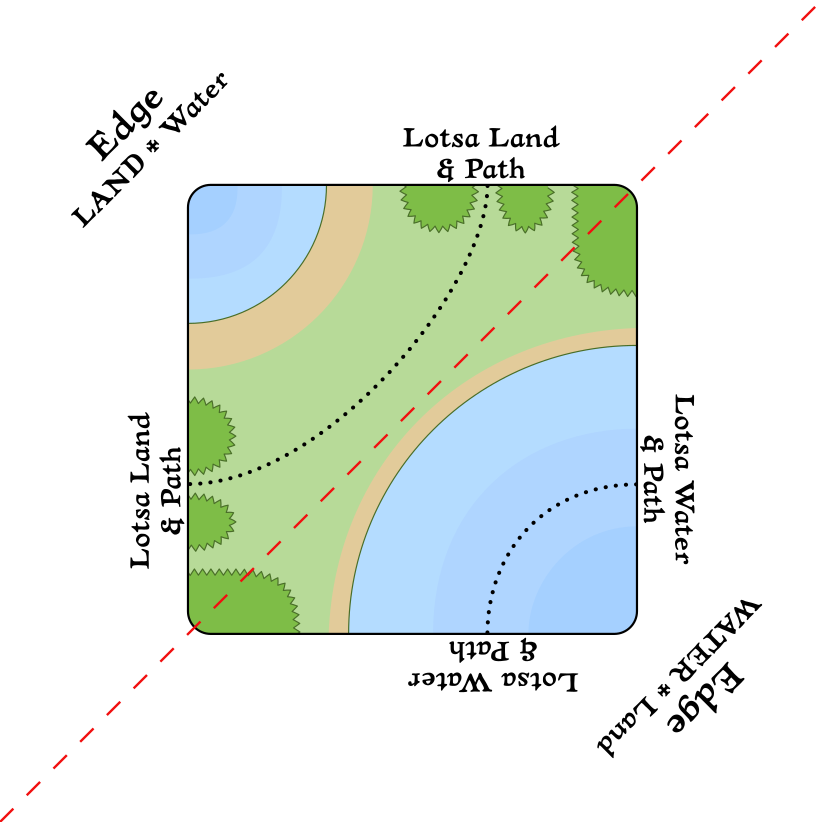 Edge
LAND * Water
Lotsa Land
& Path
Lotsa Land
& Path
Lotsa Water
& Path
Lotsa Water
& Path
Edge
WATER * Land